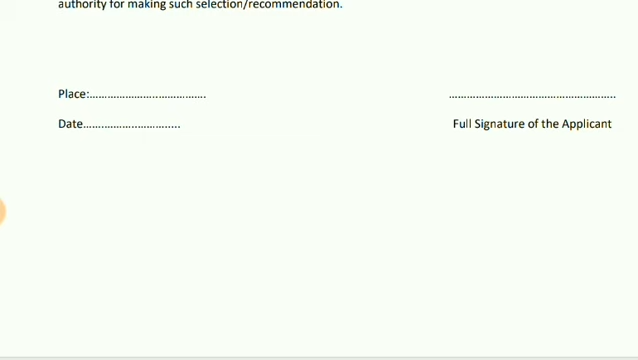 authority for making such selection/recommendation.
Place:.......................................
........................................................
Date.................................
Full Signature of the Applicant